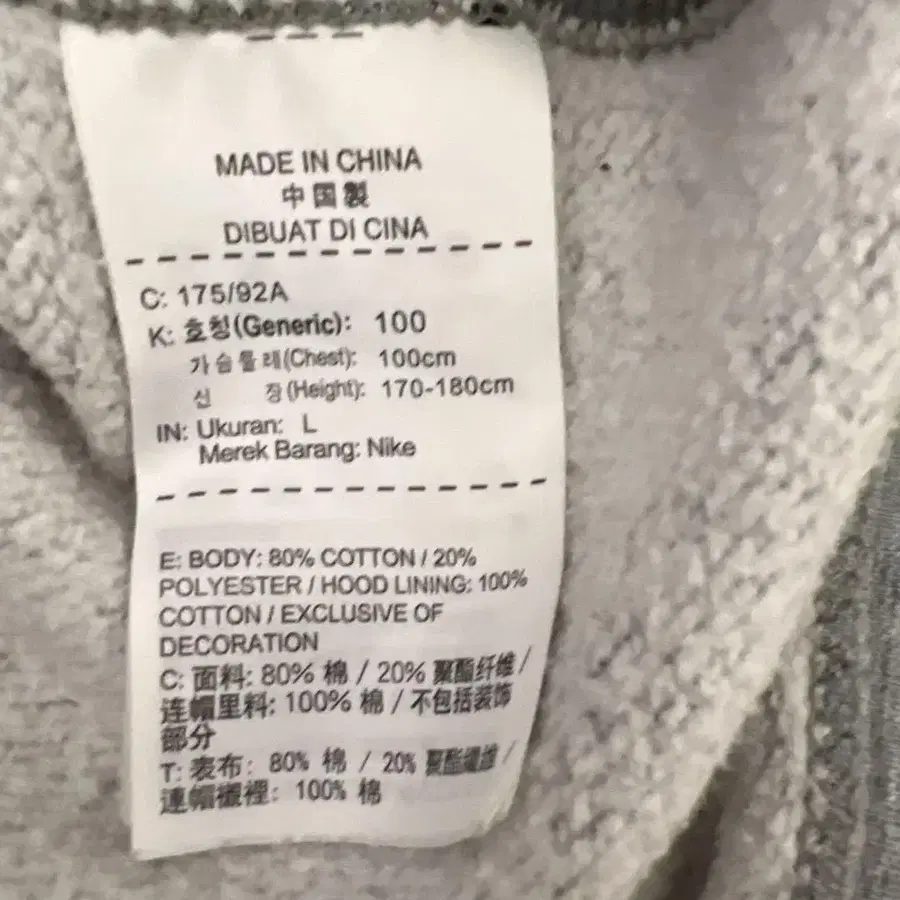 MADE IN CHINA
中国製
DIBUAT DI CINA
C: 175/92A
K: 호칭(Generic): 100
가슴둘레(Chest): 100cm
신 장(Height): 170-180cm
IN: Ukuran: L
Merek Barang: Nike
E: BODY: 80% COTTON / 20%
POLYESTER / HOOD LINING: 100%
COTTON / EXCLUSIVE OF
DECORATION
C: 面料: 80% 棉 / 20% 聚酯纤维 /
连帽里料: 100% 棉 / 不包括装饰
部分
T: 表布: 80% 棉 / 20% 聚酯纖維 /
連帽襯裡: 100% 棉